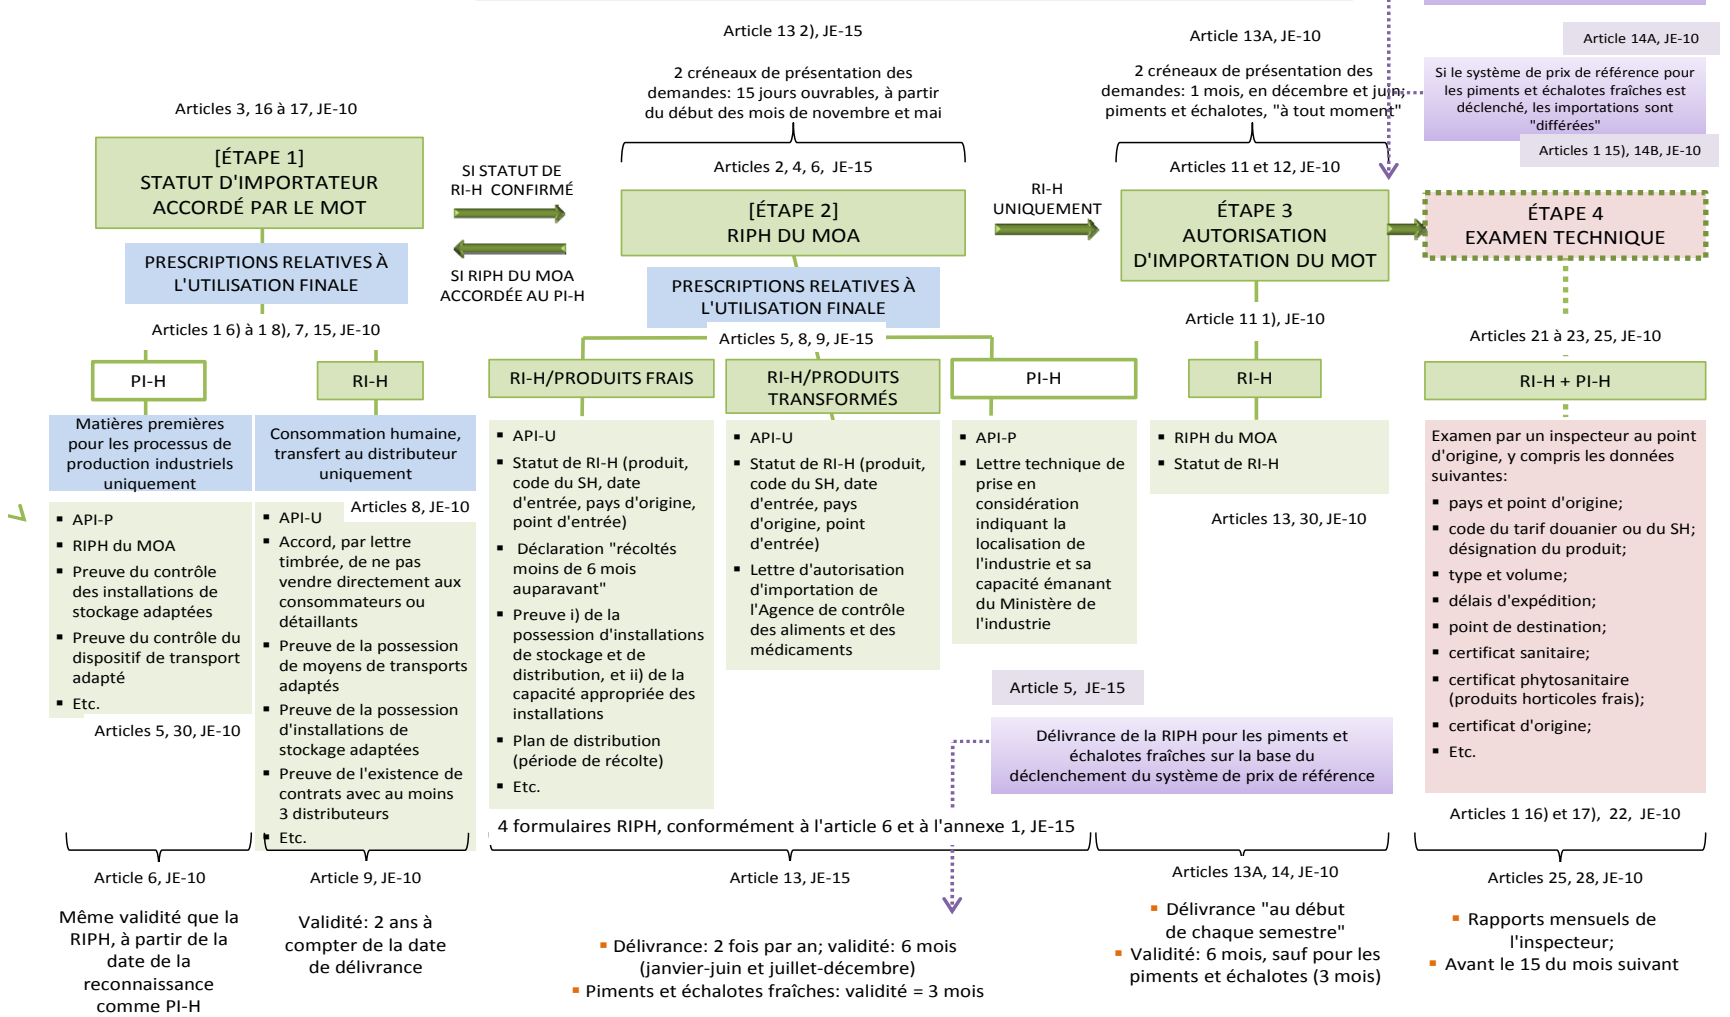 Articles 3, 16 à 17, JE-10
[ÉTAPE 1]
STATUT D'IMPORTATEUR
ACCORDÉ PAR LE MOT
PRESCRIPTIONS RELATIVES À
L'UTILISATION FINALE
Articles 1 6) à 1 8), 7, 15, JE-10
PI-H
Matières premières
pour les processus de
production industriels
uniquement
▪ API-P
▪ RIPH du MOA
▪ Preuve du contrôle
des installations de
stockage adaptées
▪ Preuve du contrôle du
dispositif de transport
adapté
▪ Etc.
Articles 5, 30, JE-10
Article 6, JE-10
Même validité que la
RIPH, à partir de la
date de la
reconnaissance
comme PI-H
RI-H
Consommation humaine,
transfert au distributeur
uniquement
Articles 8, JE-10
▪ API-U
▪ Accord, par lettre
timbrée, de ne pas
vendre directement aux
consommateurs ou
détaillants
▪ Preuve de la possession
de moyens de transports
adaptés
▪ Preuve de la possession
d'installations de
stockage adaptées
▪ Preuve de l'existence de
contrats avec au moins
3 distributeurs
▪ Etc.
Article 9, JE-10
Validité: 2 ans à
compter de la date
de délivrance
SI STATUT DE
RI-H CONFIRMÉ
SI RIPH DU MOA
ACCORDÉE AU PI-H
Article 13 2), JE-15
2 créneaux de présentation des
demandes: 15 jours ouvrables, à partir
du début des mois de novembre et mai
Articles 2, 4, 6, JE-15
[ÉTAPE 2]
RIPH DU MOA
PRESCRIPTIONS RELATIVES À
L'UTILISATION FINALE
Articles 5, 8, 9, JE-15
RI-H/PRODUITS FRAIS
▪ API-U
▪ Statut de RI-H (produit,
code du SH, date
d'entrée, pays d'origine,
point d'entrée)
▪ Déclaration "récoltés
moins de 6 mois
auparavant"
▪ Preuve i) de la
possession d'installations
de stockage et de
distribution, et ii) de la
capacité appropriée des
installations
▪ Plan de distribution
(période de récolte)
▪ Etc.
RI-H/PRODUITS
TRANSFORMÉS
▪ API-U
▪ Statut de RI-H (produit,
code du SH, date
d'entrée, pays
d'origine, point
d'entrée)
▪ Lettre d'autorisation
d'importation de
l'Agence de contrôle
des aliments et des
médicaments
PI-H
▪ API-P
▪ Lettre technique de
prise en
considération
indiquant la
localisation de
l'industrie et sa
capacité émanant
du Ministère de
l'industrie
Article 5, JE-15
Délivrance de la RIPH pour les piments et
échalotes fraîches sur la base du
déclenchement du système de prix de référence
4 formulaires RIPH, conformément à l'article 6 et à l'annexe 1, JE-15
Article 13, JE-15
▪ Délivrance: 2 fois par an; validité: 6 mois
(janvier-juin et juillet-décembre)
▪ Piments et échalotes fraîches: validité = 3 mois
RI-H
UNIQUEMENT
Article 13A, JE-10
2 créneaux de présentation des
demandes: 1 mois, en décembre et juin;
piments et échalotes, "à tout moment"
Articles 11 et 12, JE-10
ÉTAPE 3
AUTORISATION
D'IMPORTATION DU MOT
Article 11 1), JE-10
RI-H
▪ RIPH du MOA
▪ Statut de RI-H
Articles 13, 30, JE-10
Articles 13A, 14, JE-10
▪ Délivrance "au début
de chaque semestre"
▪ Validité: 6 mois, sauf pour les
piments et échalotes (3 mois)
Article 14A, JE-10
Si le système de prix de référence pour
les piments et échalotes fraîches est
déclenché, les importations sont
"différées"
Articles 1 15), 14B, JE-10
ÉTAPE 4
EXAMEN TECHNIQUE
Articles 21 à 23, 25, JE-10
RI-H + PI-H
Examen par un inspecteur au point
d'origine, y compris les données
suivantes:
▪ pays et point d'origine;
▪ code du tarif douanier ou du SH;
désignation du produit;
▪ type et volume;
▪ délais d'expédition;
▪ point de destination;
▪ certificat sanitaire;
▪ certificat phytosanitaire
(produits horticoles frais);
▪ certificat d'origine;
▪ Etc.
Articles 1 16) et 17), 22, JE-10
Articles 25, 28, JE-10
▪ Rapports mensuels de
l'inspecteur;
▪ Avant le 15 du mois suivant